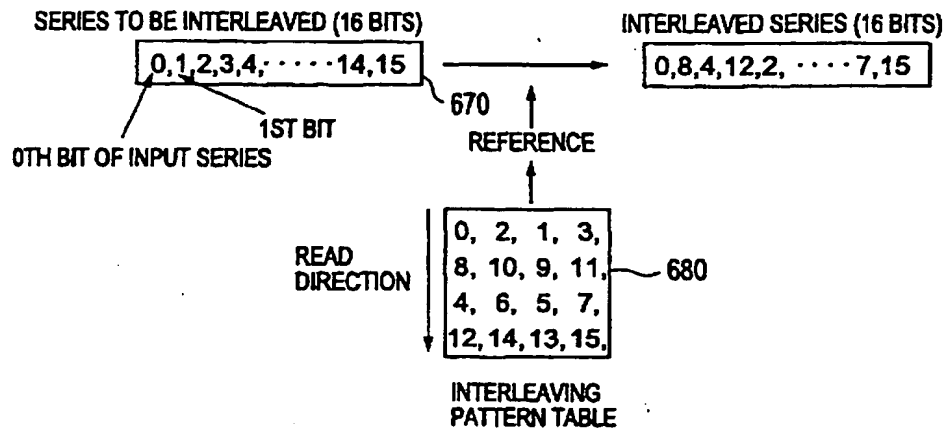 SERIES TO BE INTERLEAVED (16 BITS)
INTERLEAVED SERIES (16 BITS)
0,1,2,3,4,·····14,15
0,8,4,12,2,····7,15
670
1ST BIT
0TH BIT OF INPUT SERIES
REFERENCE
READ
DIRECTION
0, 2, 1, 3,
8, 10, 9, 11,
4, 6, 5, 7,
12, 14, 13, 15,
680
INTERLEAVING
PATTERN TABLE